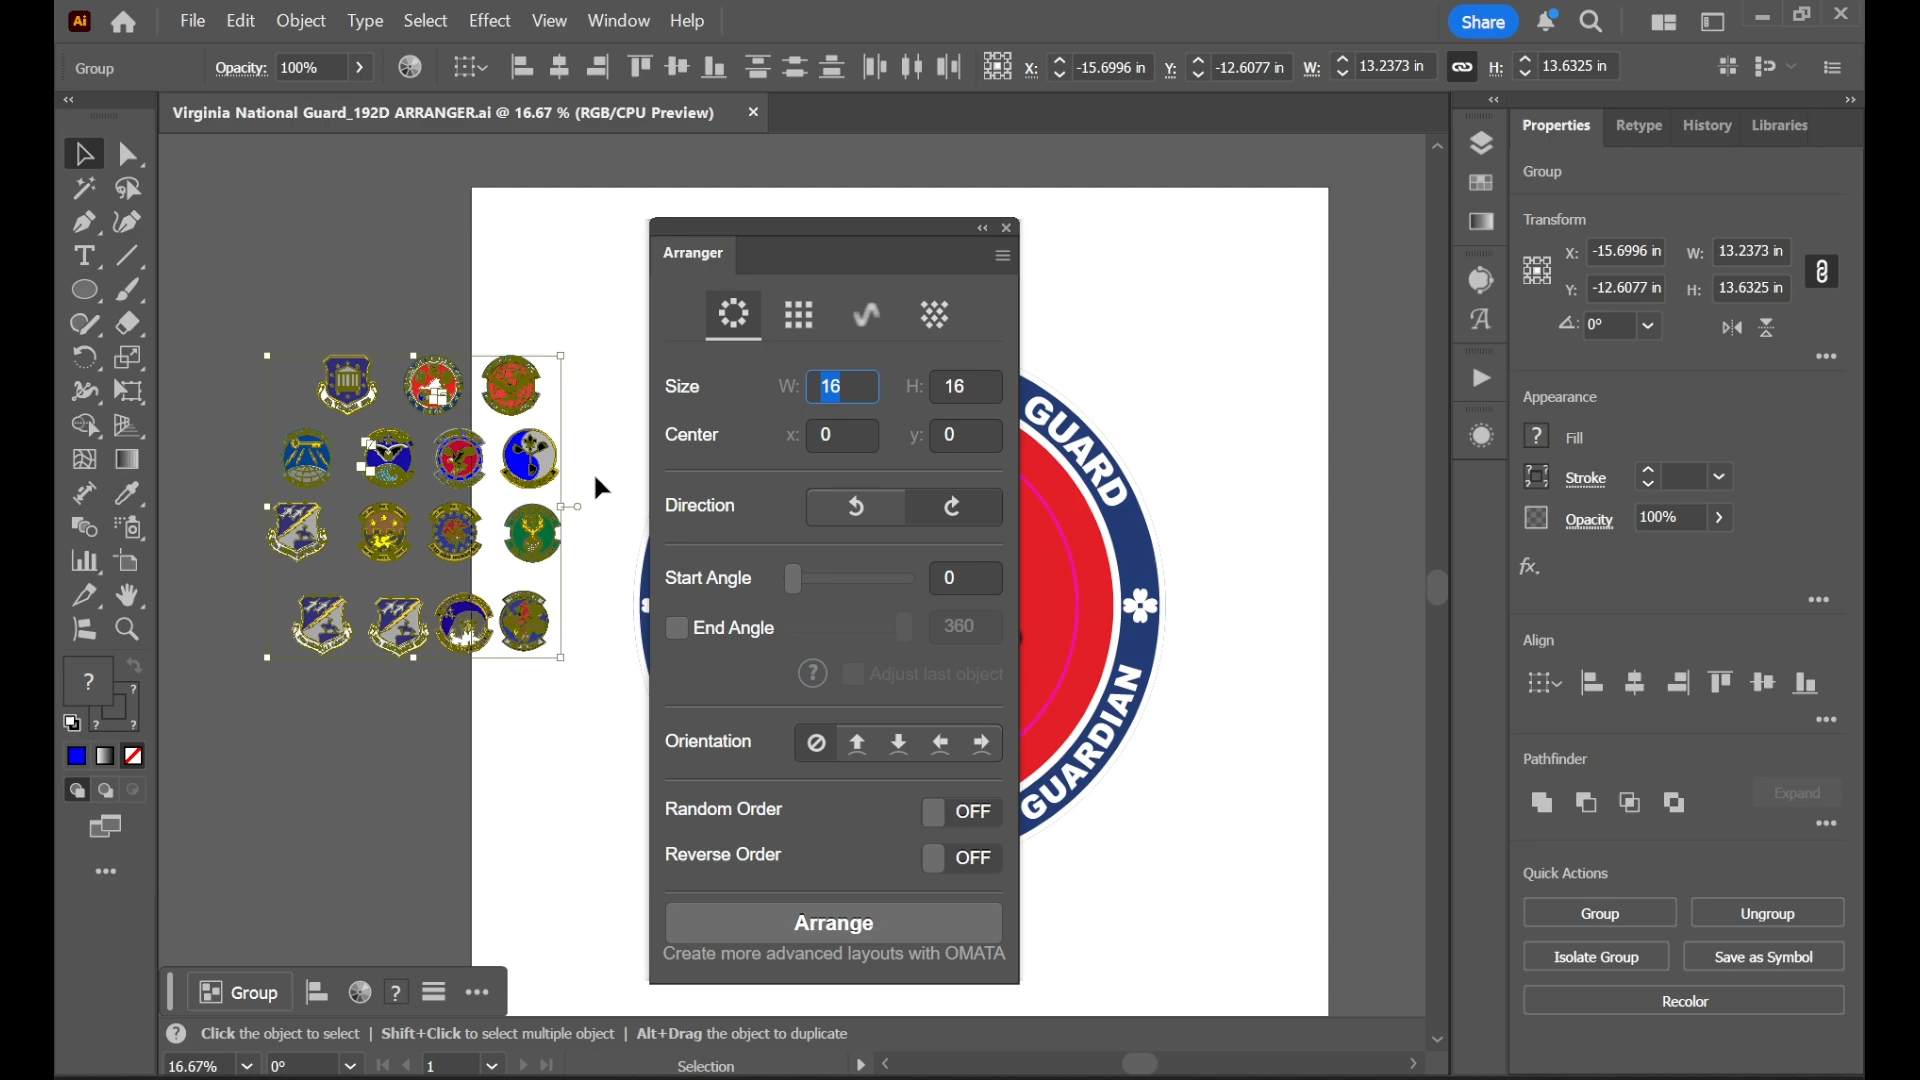 Ai
File Edit Object Type Select Effect View Window Help
Share
Group
Opacity: 100%
X: -15.6996 in Y: -12.6077 in W: 13.2373 in H: 13.6325 in
Virginia National Guard_192D ARRANGER.ai @ 16.67 % (RGB/CPU Preview)
Properties Retype History Libraries
Group
Transform
X: -15.6996 in W: 13.2373 in
Y: -12.6077 in H: 13.6325 in
0°
Appearance
? Fill
Stroke
Opacity 100%
fx.
Align
Pathfinder
Expand
Quick Actions
Group Ungroup
Isolate Group Save as Symbol
Recolor
Arranger
Size W: 16 H: 16
Center x: 0 y: 0
Direction
Start Angle 0
End Angle 360
? Adjust last object
Orientation
Random Order OFF
Reverse Order OFF
Arrange
Create more advanced layouts with OMATA
GUARD
GUARDIAN
Group ?
? Click the object to select | Shift+Click to select multiple object | Alt+Drag the object to duplicate
16.67% 0° 1 Selection